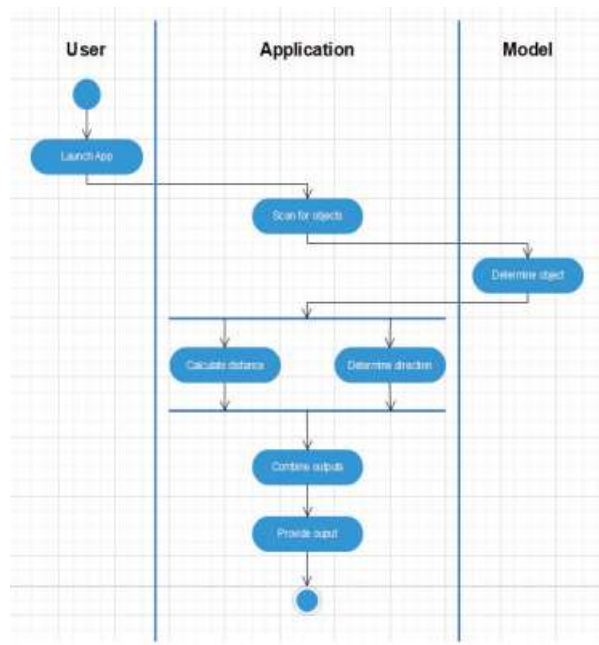 User
Application
Model
Launch App
Scan for objects
Determine object
Calculate distance
Determine direction
Combine outputs
Provide ouput